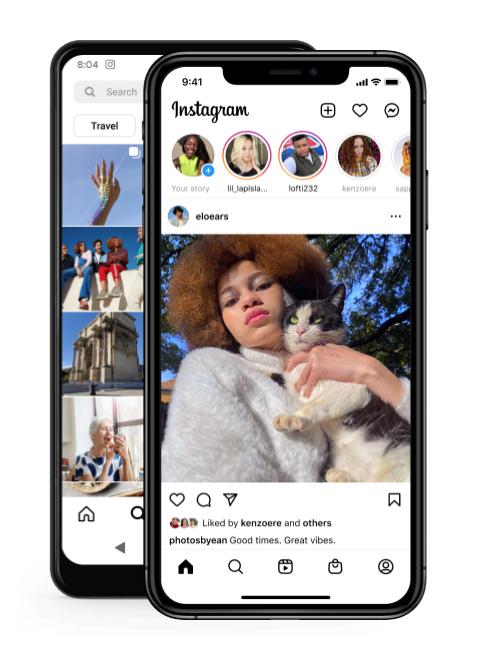 8:04
Search
Travel
9:41
Instagram
Your story
lil_lapisla...
lofti232
kenzoere
sapp
eloears
Liked by kenzoere and others
photosbyean Good times. Great vibes.